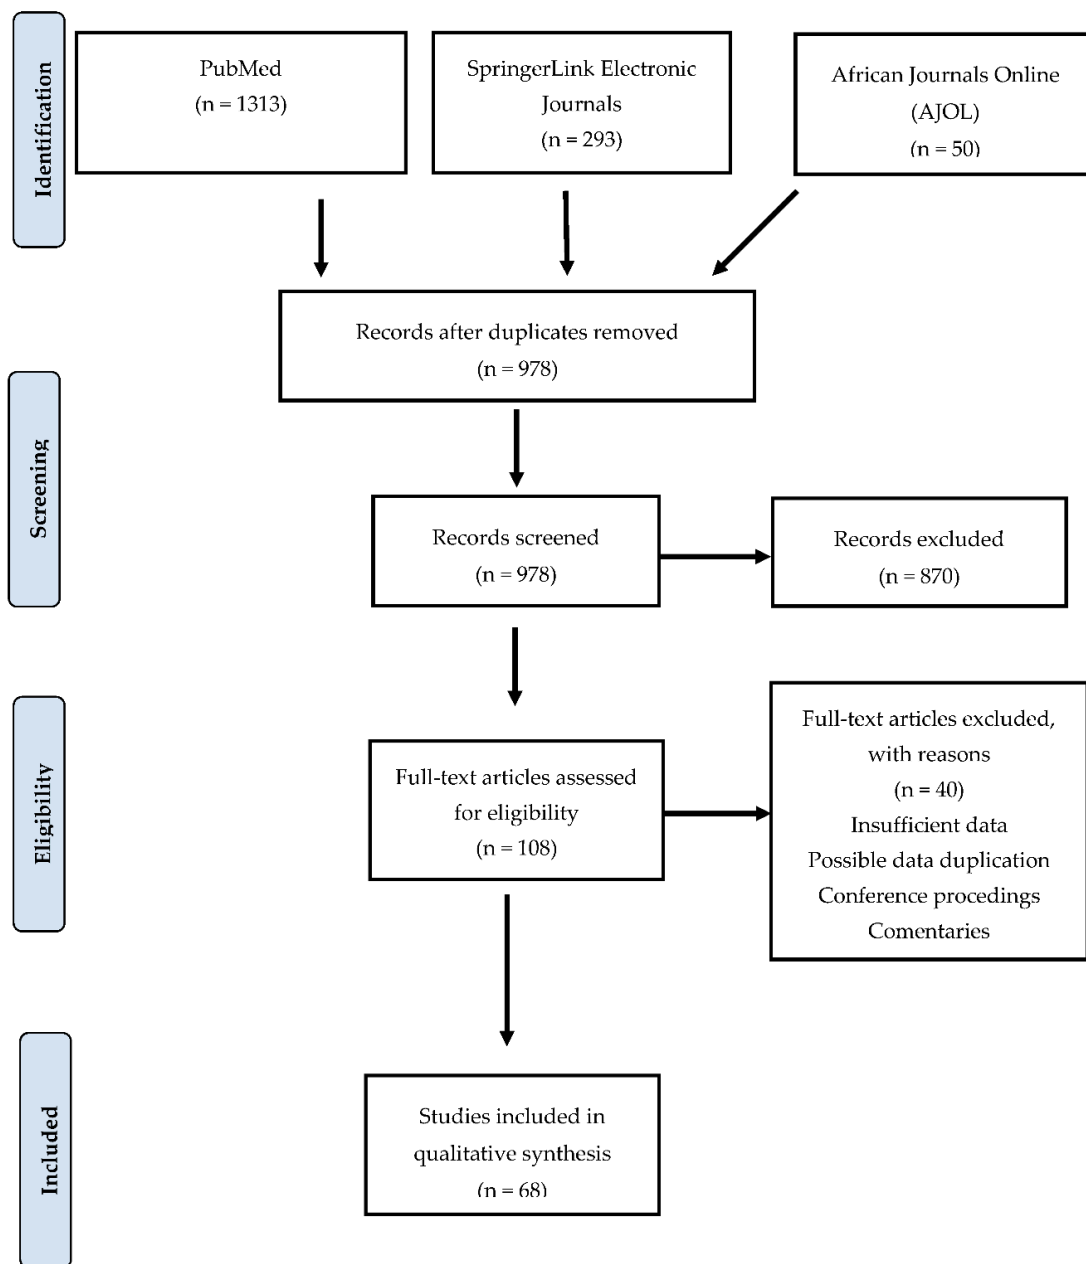 Identification
PubMed
(n = 1313)
SpringerLink Electronic
Journals
(n = 293)
African Journals Online
(AJOL)
(n = 50)
Records after duplicates removed
(n = 978)
Screening
Records screened
(n = 978)
Records excluded
(n = 870)
Eligibility
Full-text articles assessed
for eligibility
(n = 108)
Full-text articles excluded,
with reasons
(n = 40)
Insufficient data
Possible data duplication
Conference procedings
Comentaries
Included
Studies included in
qualitative synthesis
(n = 68)